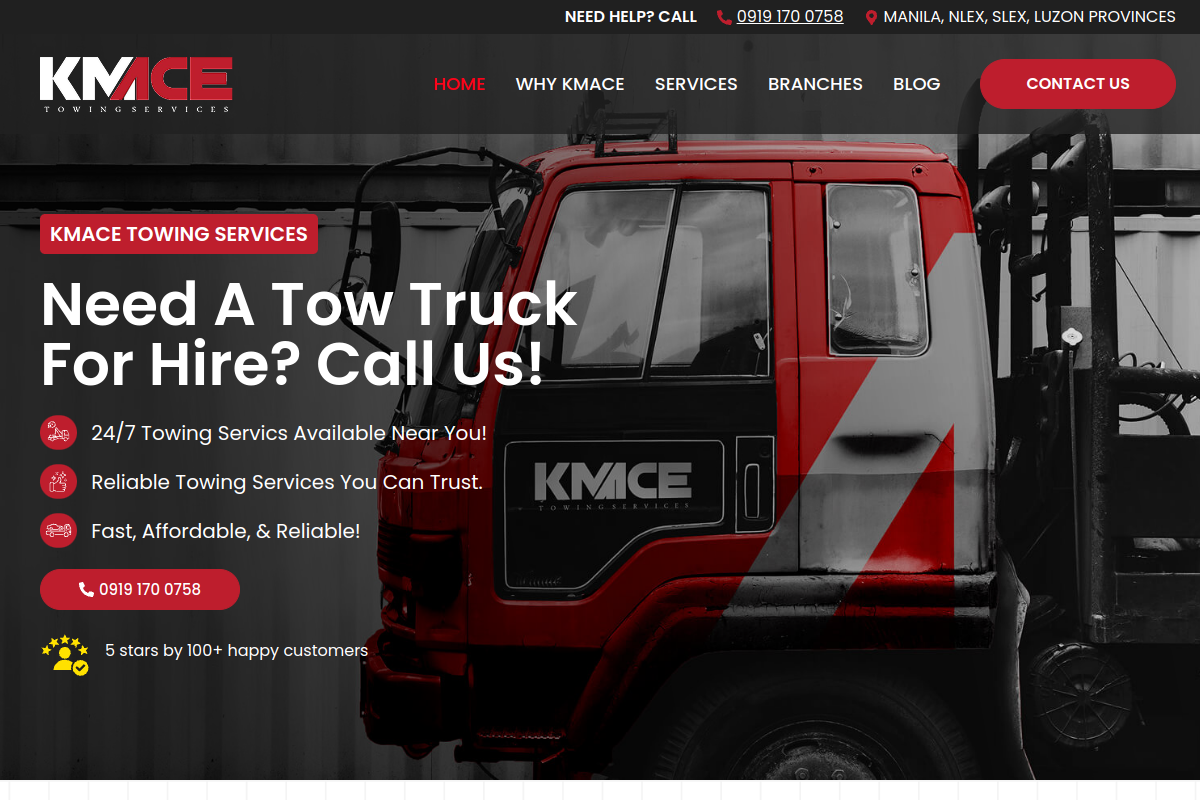 NEED HELP? CALL 0919 170 0758 MANILA, NLEX, SLEX, LUZON PROVINCES
KMACE
TOWING SERVICES
HOME WHY KMACE SERVICES BRANCHES BLOG CONTACT US
KMACE TOWING SERVICES
Need A Tow Truck
For Hire? Call Us!
24/7 Towing Servics Available Near You!
Reliable Towing Services You Can Trust.
Fast, Affordable, & Reliable!
0919 170 0758
5 stars by 100+ happy customers
KMACE
TOWING SERVICES